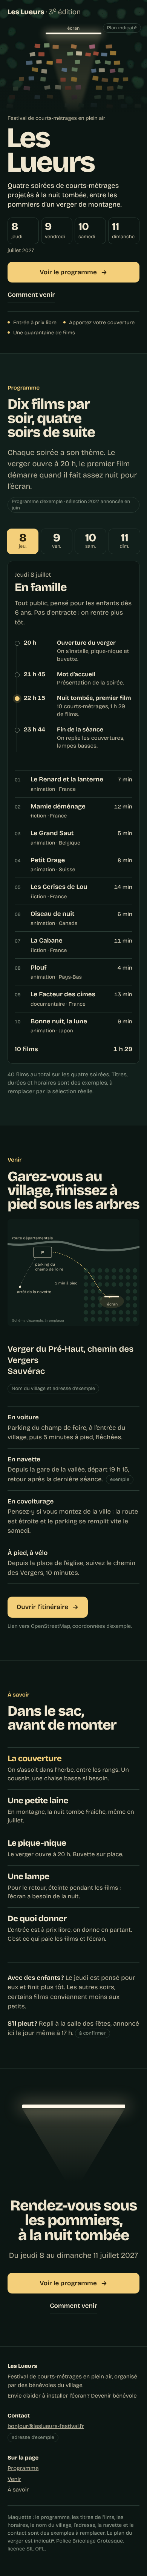 Les Lueurs · 3e édition
écran
Plan indicatif
Festival de courts-métrages en plein air
Les
Lueurs
Quatre soirées de courts-métrages
projetés à la nuit tombée, entre les
pommiers d'un verger de montagne.
8 jeudi
9 vendredi
10 samedi
11 dimanche
juillet 2027
Voir le programme →
Comment venir
Entrée à prix libre
Apportez votre couverture
Une quarantaine de films
Programme
Dix films par
soir, quatre
soirs de suite
Chaque soirée a son thème. Le
verger ouvre à 20 h, le premier film
démarre quand il fait assez nuit pour
l'écran.
Programme d'exemple · sélection 2027 annoncée en
juin
8 jeu.
9 ven.
10 sam.
11 dim.
Jeudi 8 juillet
En famille
Tout public, pensé pour les enfants dès
6 ans. Pas d'entracte : on rentre plus
tôt.
20 h Ouverture du verger
On s'installe, pique-nique et
buvette.
21 h 45 Mot d'accueil
Présentation de la soirée.
22 h 15 Nuit tombée, premier film
10 courts-métrages, 1 h 29
de films.
23 h 44 Fin de la séance
On replie les couvertures,
lampes basses.
01 Le Renard et la lanterne 7 min
animation · France
02 Mamie déménage 12 min
fiction · France
03 Le Grand Saut 5 min
animation · Belgique
04 Petit Orage 8 min
animation · Suisse
05 Les Cerises de Lou 14 min
fiction · France
06 Oiseau de nuit 6 min
animation · Canada
07 La Cabane 11 min
fiction · France
08 Plouf 4 min
animation · Pays-Bas
09 Le Facteur des cimes 13 min
documentaire · France
10 Bonne nuit, la lune 9 min
animation · Japon
10 films 1 h 29
40 films au total sur les quatre soirées. Titres,
durées et horaires sont des exemples, à
remplacer par la sélection réelle.
Venir
Garez-vous au
village, finissez à
pied sous les arbres
route départementale
P
parking du
champ de foire
5 min à pied
arrêt de la navette
l'écran
Schéma d'exemple, à remplacer
Verger du Pré-Haut, chemin des
Vergers
Sauvérac
Nom du village et adresse d'exemple
En voiture
Parking du champ de foire, à l'entrée du
village, puis 5 minutes à pied, fléchées.
En navette
Depuis la gare de la vallée, départ 19 h 15,
retour après la dernière séance. exemple
En covoiturage
Pensez-y si vous montez de la ville : la route
est étroite et le parking se remplit vite le
samedi.
À pied, à vélo
Depuis la place de l'église, suivez le chemin
des Vergers, 10 minutes.
Ouvrir l'itinéraire →
Lien vers OpenStreetMap, coordonnées d'exemple.
À savoir
Dans le sac,
avant de monter
La couverture
On s'assoit dans l'herbe, entre les rangs. Un
coussin, une chaise basse si besoin.
Une petite laine
En montagne, la nuit tombe fraîche, même en
juillet.
Le pique-nique
Le verger ouvre à 20 h. Buvette sur place.
Une lampe
Pour le retour, éteinte pendant les films :
l'écran a besoin de la nuit.
De quoi donner
L'entrée est à prix libre, on donne en partant.
C'est ce qui paie les films et l'écran.
Avec des enfants ? Le jeudi est pensé pour
eux et finit plus tôt. Les autres soirs,
certains films conviennent moins aux
petits.
S'il pleut ? Repli à la salle des fêtes, annoncé
ici le jour même à 17 h. à confirmer
Rendez-vous sous
les pommiers,
à la nuit tombée
Du jeudi 8 au dimanche 11 juillet 2027
Voir le programme →
Comment venir
Les Lueurs
Festival de courts-métrages en plein air, organisé
par des bénévoles du village.
Envie d'aider à installer l'écran ? Devenir bénévole
Contact
bonjour@leslueurs-festival.fr
adresse d'exemple
Sur la page
Programme
Venir
À savoir
Maquette : le programme, les titres de films, les
horaires, le nom du village, l'adresse, la navette et le
contact sont des exemples à remplacer. Le plan du
verger est indicatif. Police Bricolage Grotesque,
licence SIL OFL.